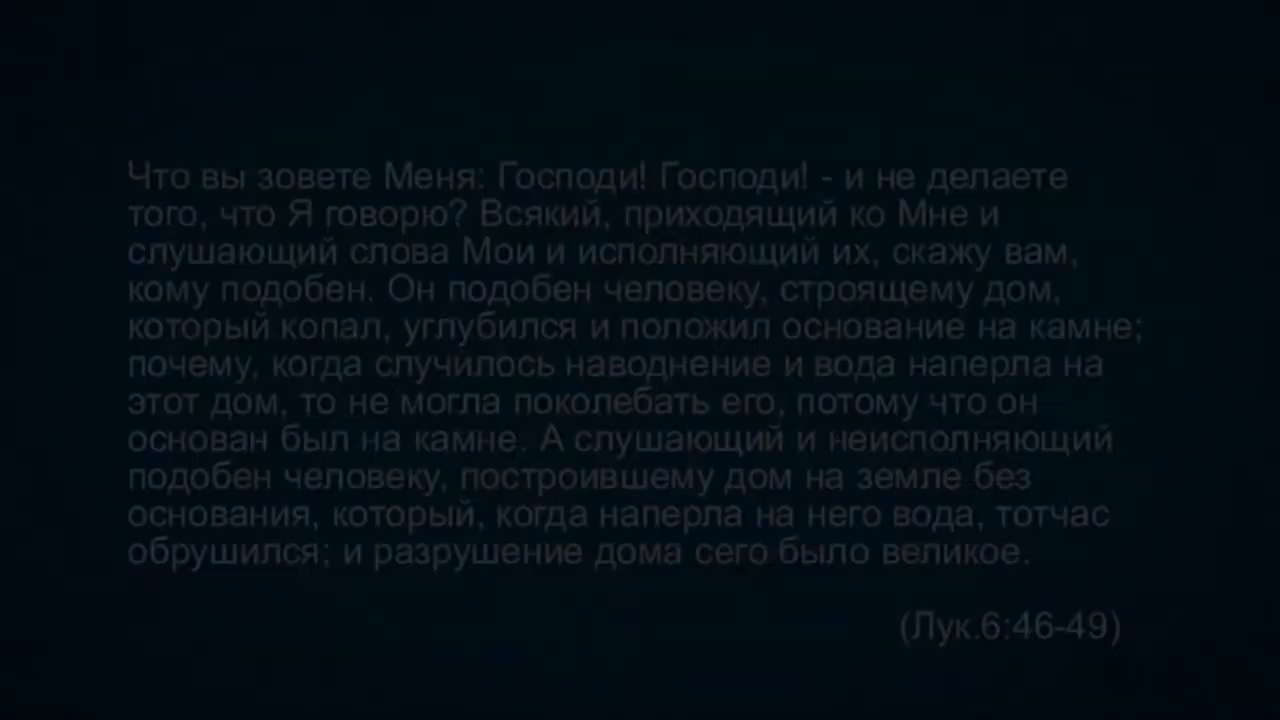 Что вы зовете Меня: Господи! Господи! - и не делаете
того, что Я говорю? Всякий, приходящий ко Мне и
слушающий слова Мои и исполняющий их, скажу вам,
кому подобен. Он подобен человеку, строящему дом,
который копал, углубился и положил основание на камне;
почему, когда случилось наводнение и вода наперла на
этот дом, то не могла поколебать его, потому что он
основан был на камне. А слушающий и неисполняющий
подобен человеку, построившему дом на земле без
основания, который, когда наперла на него вода, тотчас
обрушился; и разрушение дома сего было великое.
(Лук.6:46-49)